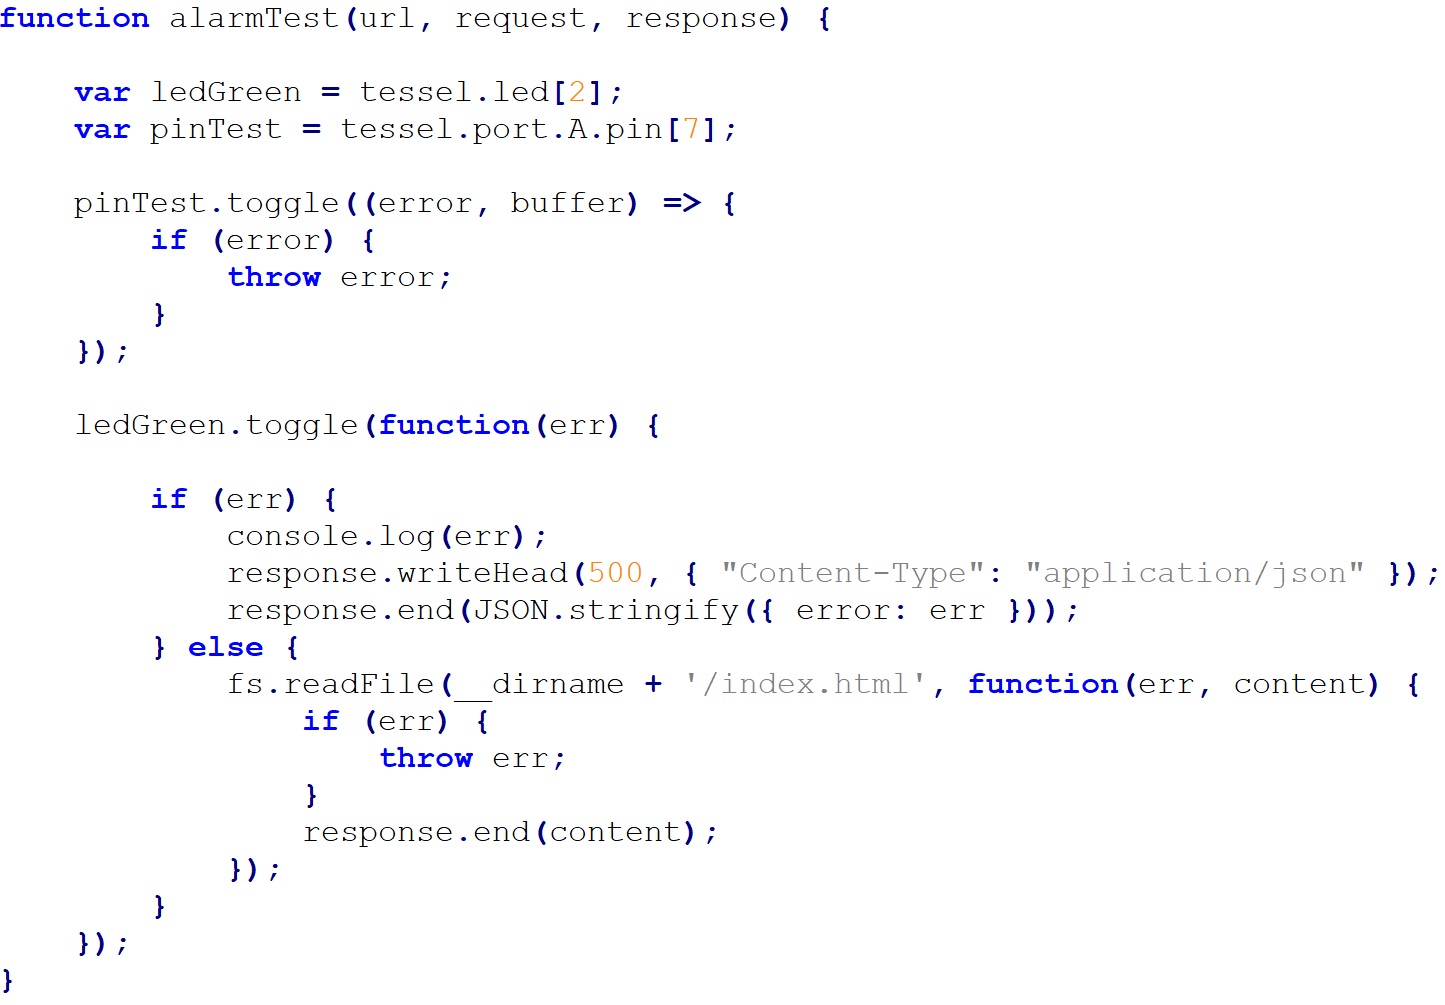 function alarmTest(url, request, response) {

    var ledGreen = tessel.led[2];
    var pinTest = tessel.port.A.pin[7];

    pinTest.toggle((error, buffer) => {
        if (error) {
            throw error;
        }
    });

    ledGreen.toggle(function(err) {

        if (err) {
            console.log(err);
            response.writeHead(500, { "Content-Type": "application/json" });
            response.end(JSON.stringify({ error: err }));
        } else {
            fs.readFile(__dirname + '/index.html', function(err, content) {
                if (err) {
                    throw err;
                }
                response.end(content);
            });
        }
    });
}